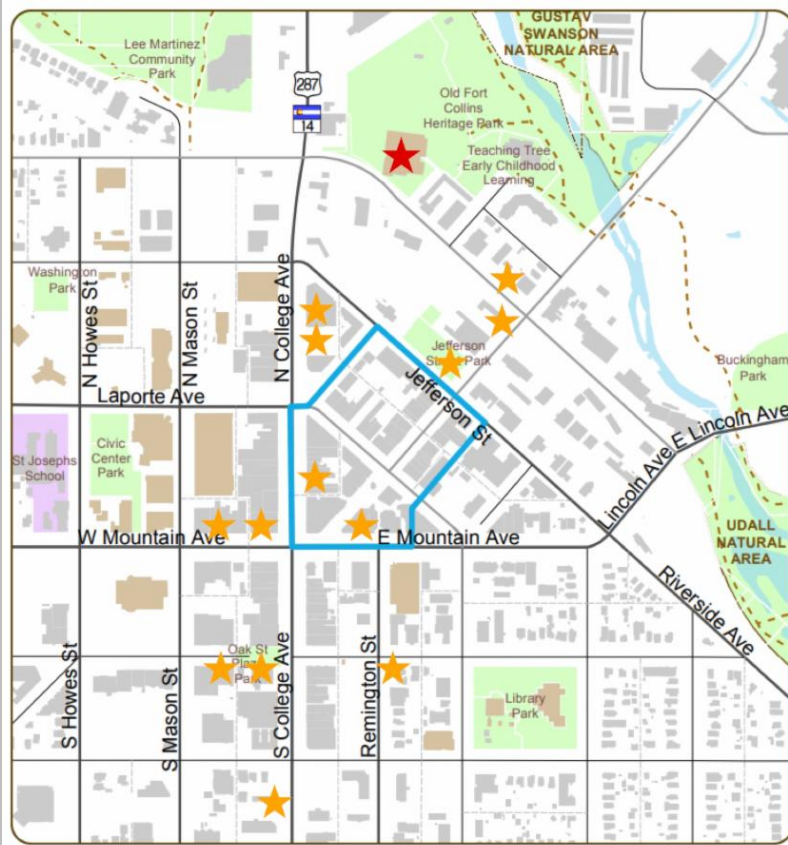 GUSTAV
SWANSON
NATURAL AREA
Lee Martinez
Community
Park
287
14
Old Fort
Collins
Heritage Park
Teaching Tree
Early Childhood
Learning
Washington
Park
N Howes St
N Mason St
N College Ave
Jefferson
Street Park
Jefferson St
Buckingham
Park
Laporte Ave
E Lincoln Ave
Lincoln Ave
St Josephs
School
Civic
Center
Park
UDALL
NATURAL
AREA
W Mountain Ave
E Mountain Ave
Riverside Ave
S Howes St
S Mason St
Oak St
Park
S College Ave
Remington St
Library
Park